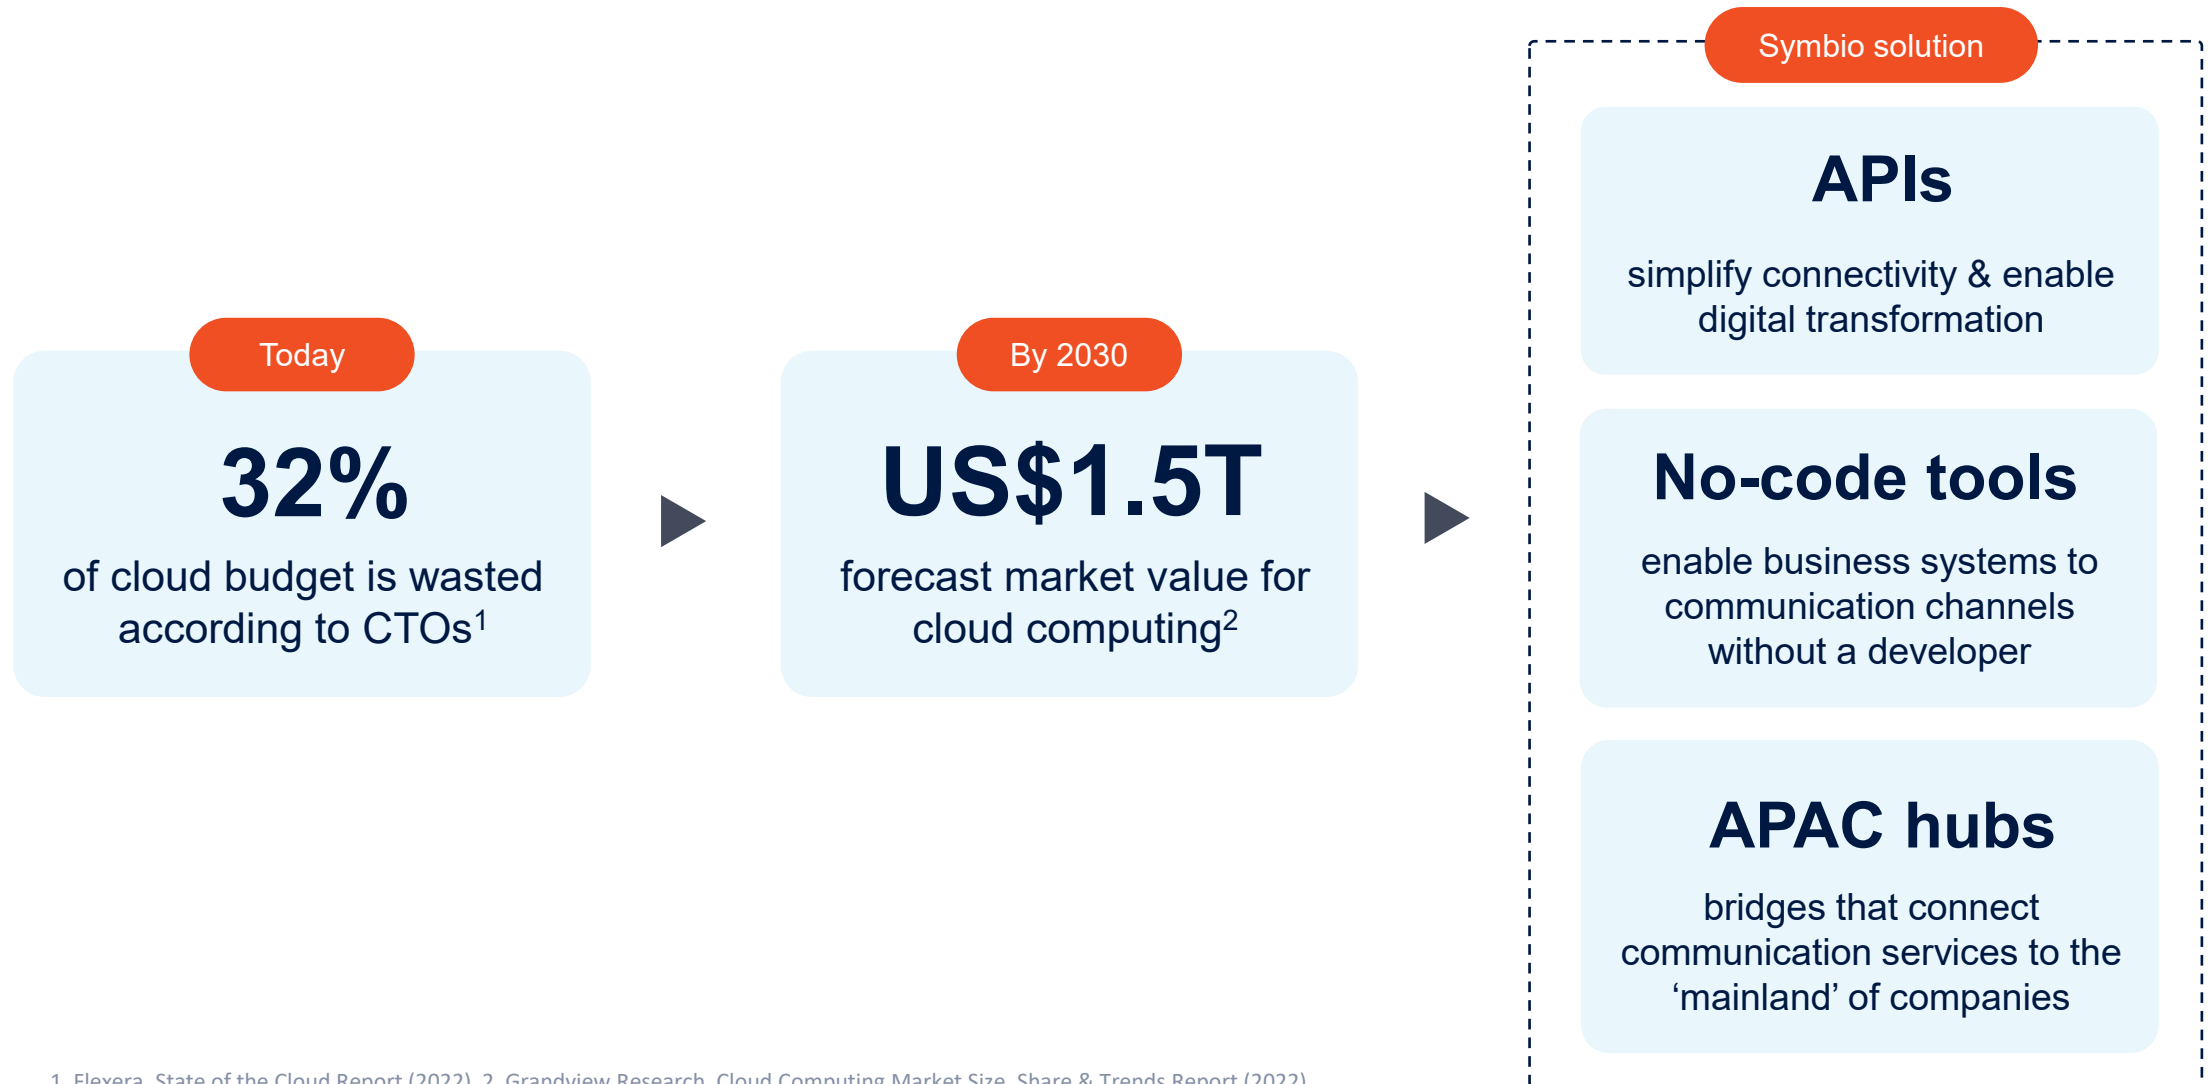 Today
32%
of cloud budget is wasted
according to CTOs¹
By 2030
US$1.5T
forecast market value for
cloud computing²
Symbio solution
APIs
simplify connectivity & enable
digital transformation
No-code tools
enable business systems to
communication channels
without a developer
APAC hubs
bridges that connect
communication services to the
‘mainland’ of companies
1. Flexera, State of the Cloud Report (2022). 2. Grandview Research, Cloud Computing Market Size, Share & Trends Report (2022)